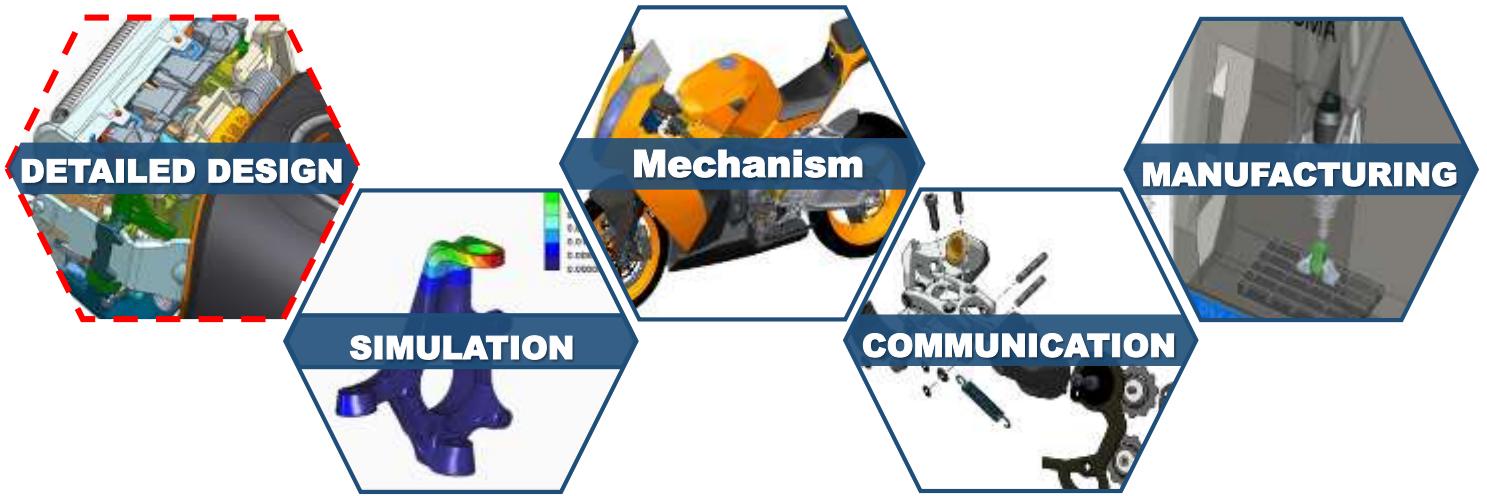 DETAILED DESIGN
SIMULATION
Mechanism
COMMUNICATION
MANUFACTURING